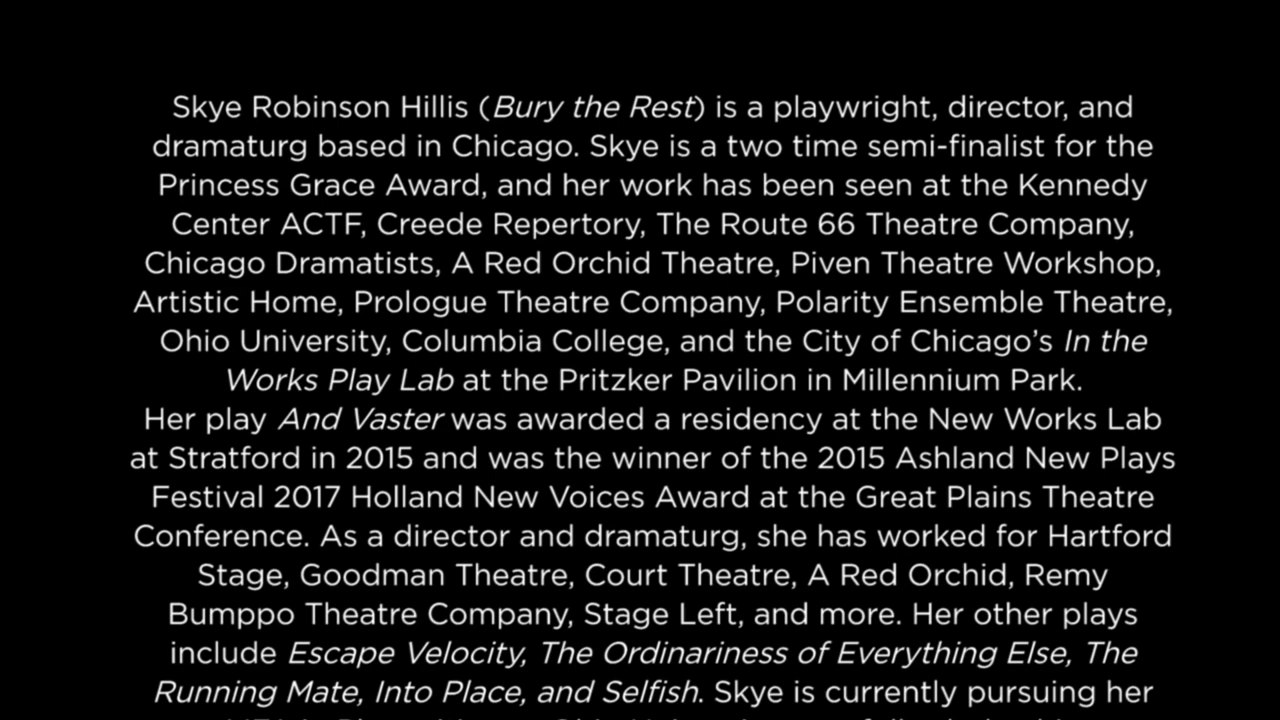 Skye Robinson Hillis (Bury the Rest) is a playwright, director, and
dramaturg based in Chicago. Skye is a two time semi-finalist for the
Princess Grace Award, and her work has been seen at the Kennedy
Center ACTF, Creede Repertory, The Route 66 Theatre Company,
Chicago Dramatists, A Red Orchid Theatre, Piven Theatre Workshop,
Artistic Home, Prologue Theatre Company, Polarity Ensemble Theatre,
Ohio University, Columbia College, and the City of Chicago’s In the
Works Play Lab at the Pritzker Pavilion in Millennium Park.
Her play And Vaster was awarded a residency at the New Works Lab
at Stratford in 2015 and was the winner of the 2015 Ashland New Plays
Festival 2017 Holland New Voices Award at the Great Plains Theatre
Conference. As a director and dramaturg, she has worked for Hartford
Stage, Goodman Theatre, Court Theatre, A Red Orchid, Remy
Bumppo Theatre Company, Stage Left, and more. Her other plays
include Escape Velocity, The Ordinariness of Everything Else, The
Running Mate, Into Place, and Selfish. Skye is currently pursuing her